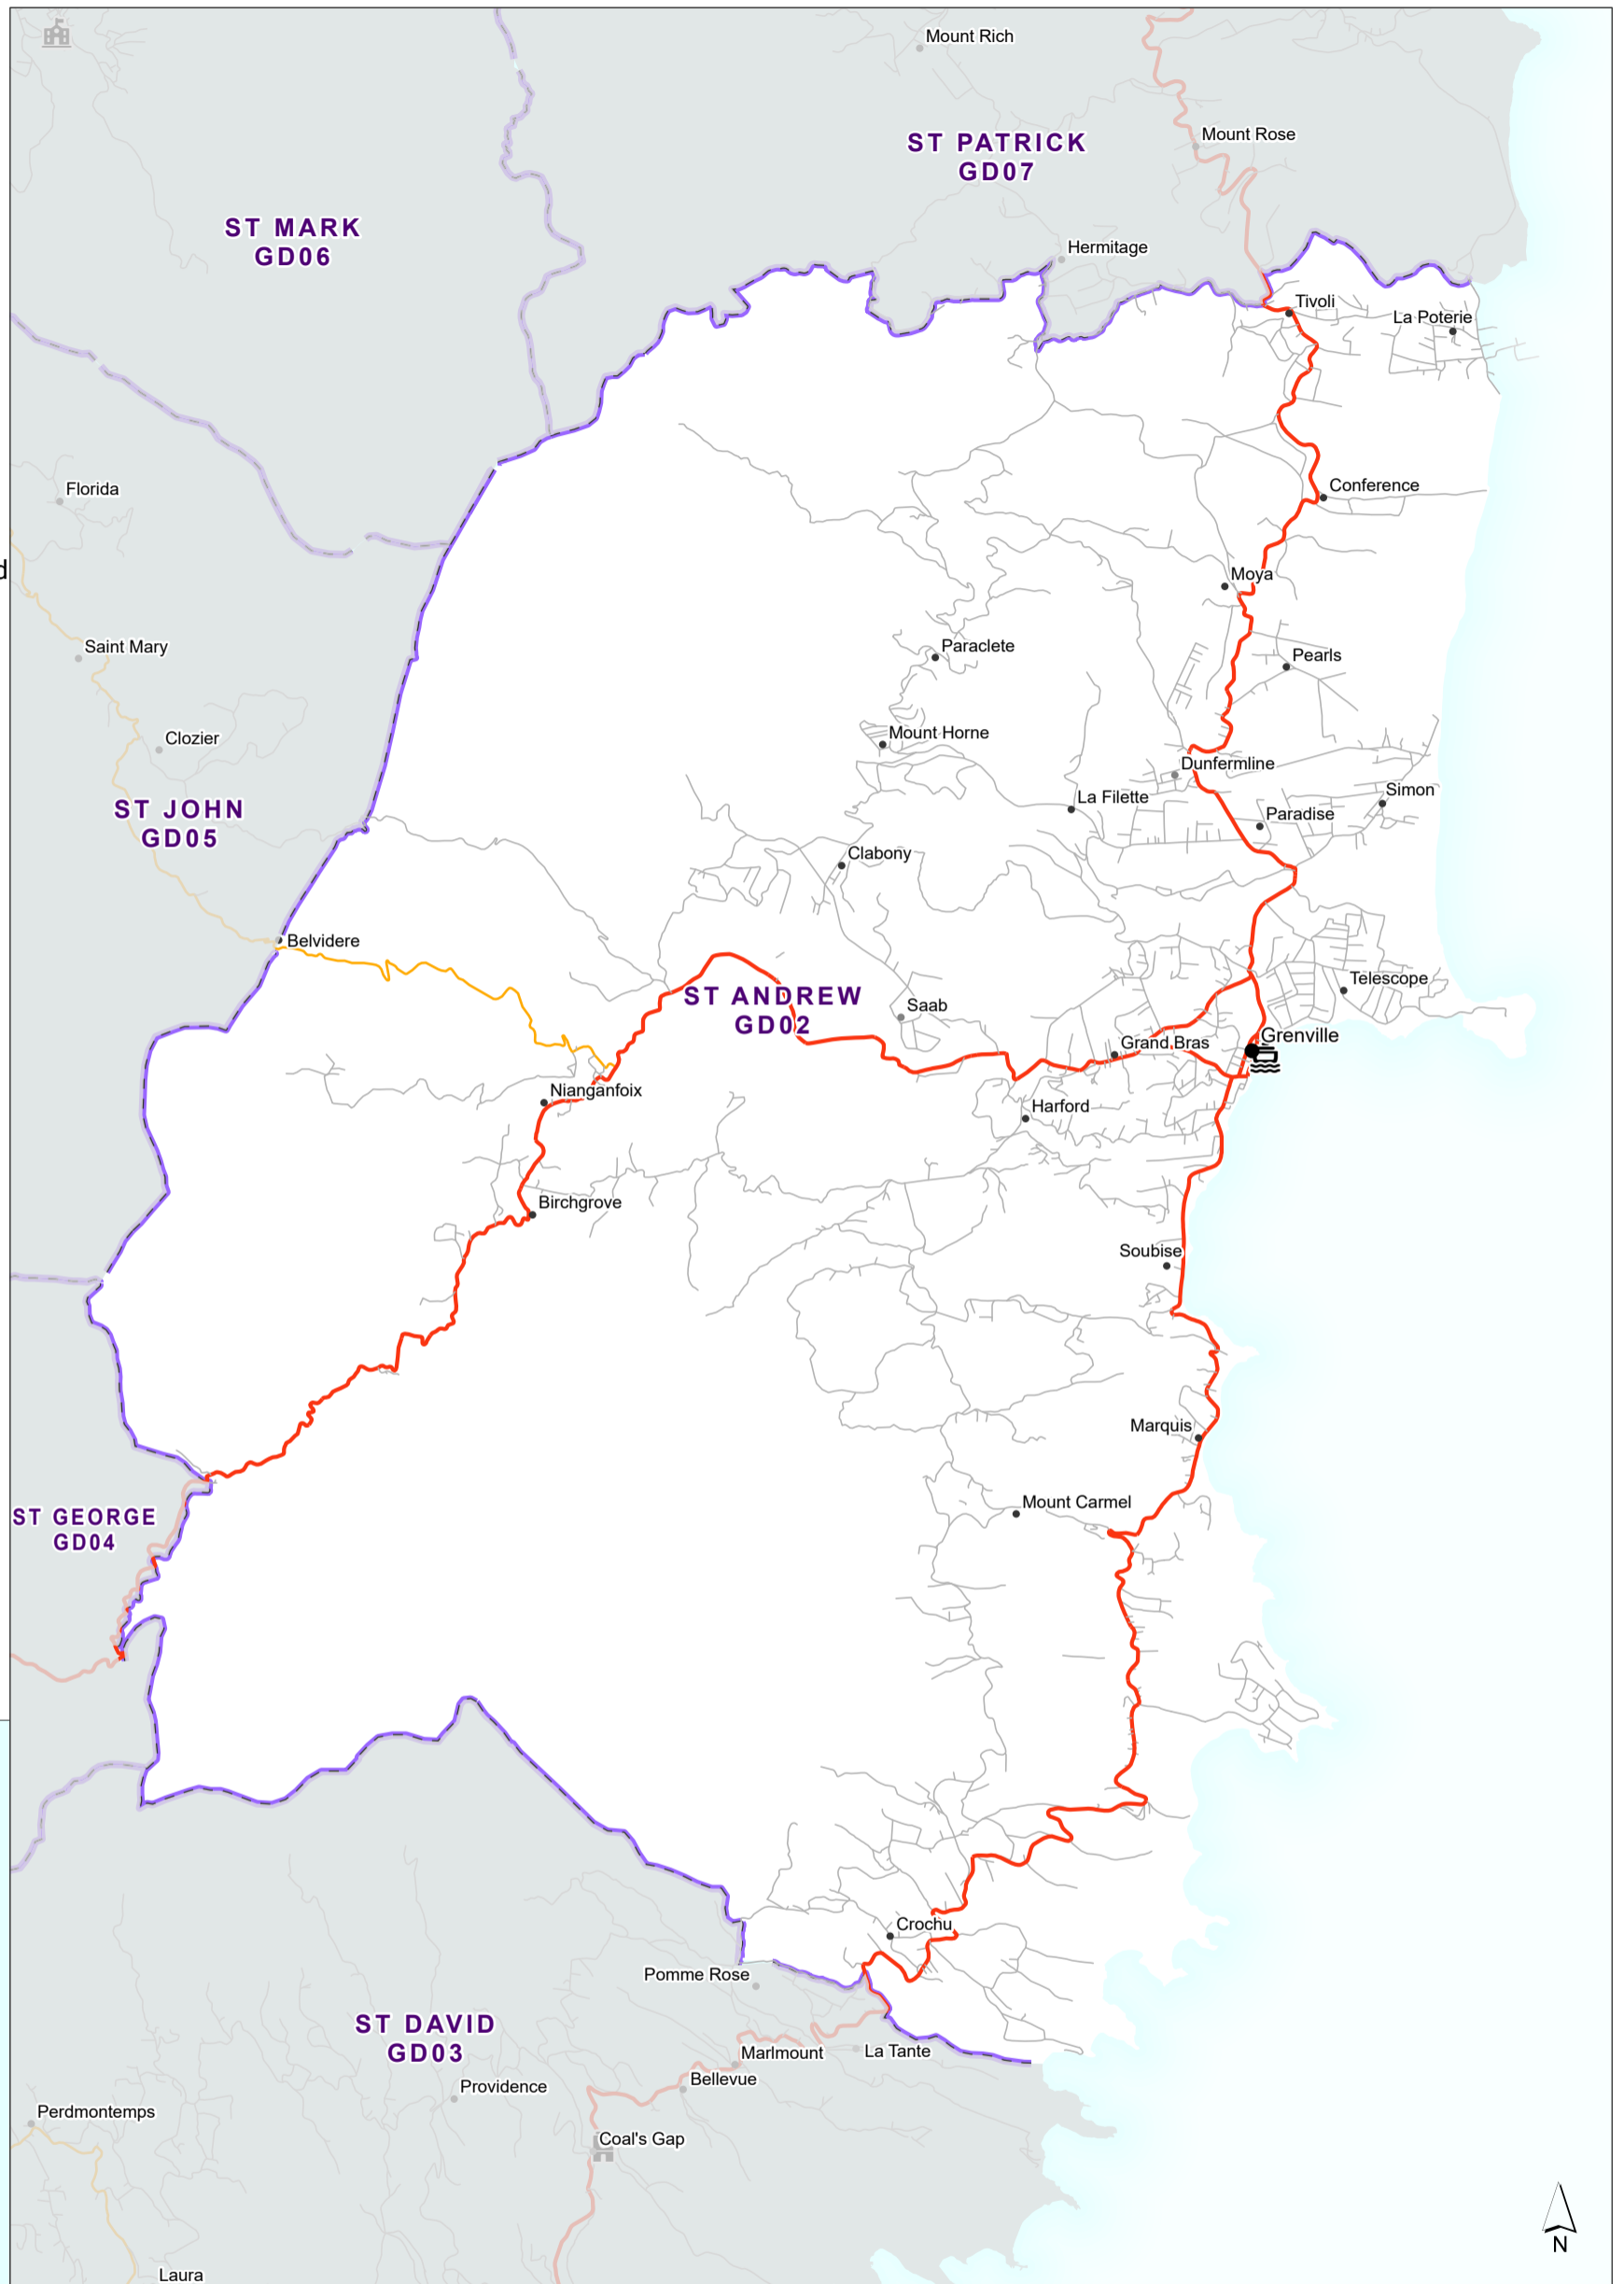 Mount Rich
Mount Rose
ST PATRICK
GD07
ST MARK
GD06
Hermitage
Tivoli
La Poterie
Florida
Conference
d
Moya
Saint Mary
Paraclete
Pearls
Clozier
Mount Horne
Dunfermline
La Filette
Simon
ST JOHN
GD05
Paradise
Clabony
Belvidere
Telescope
ST ANDREW
GD02
Saab
Grenville
Grand Bras
Nianganfoix
Harford
Birchgrove
Soubise
Marquis
Mount Carmel
ST GEORGE
GD04
Crochu
Pomme Rose
ST DAVID
GD03
Marlmount
La Tante
Bellevue
Providence
Perdmontemps
Coal's Gap
N
Laura